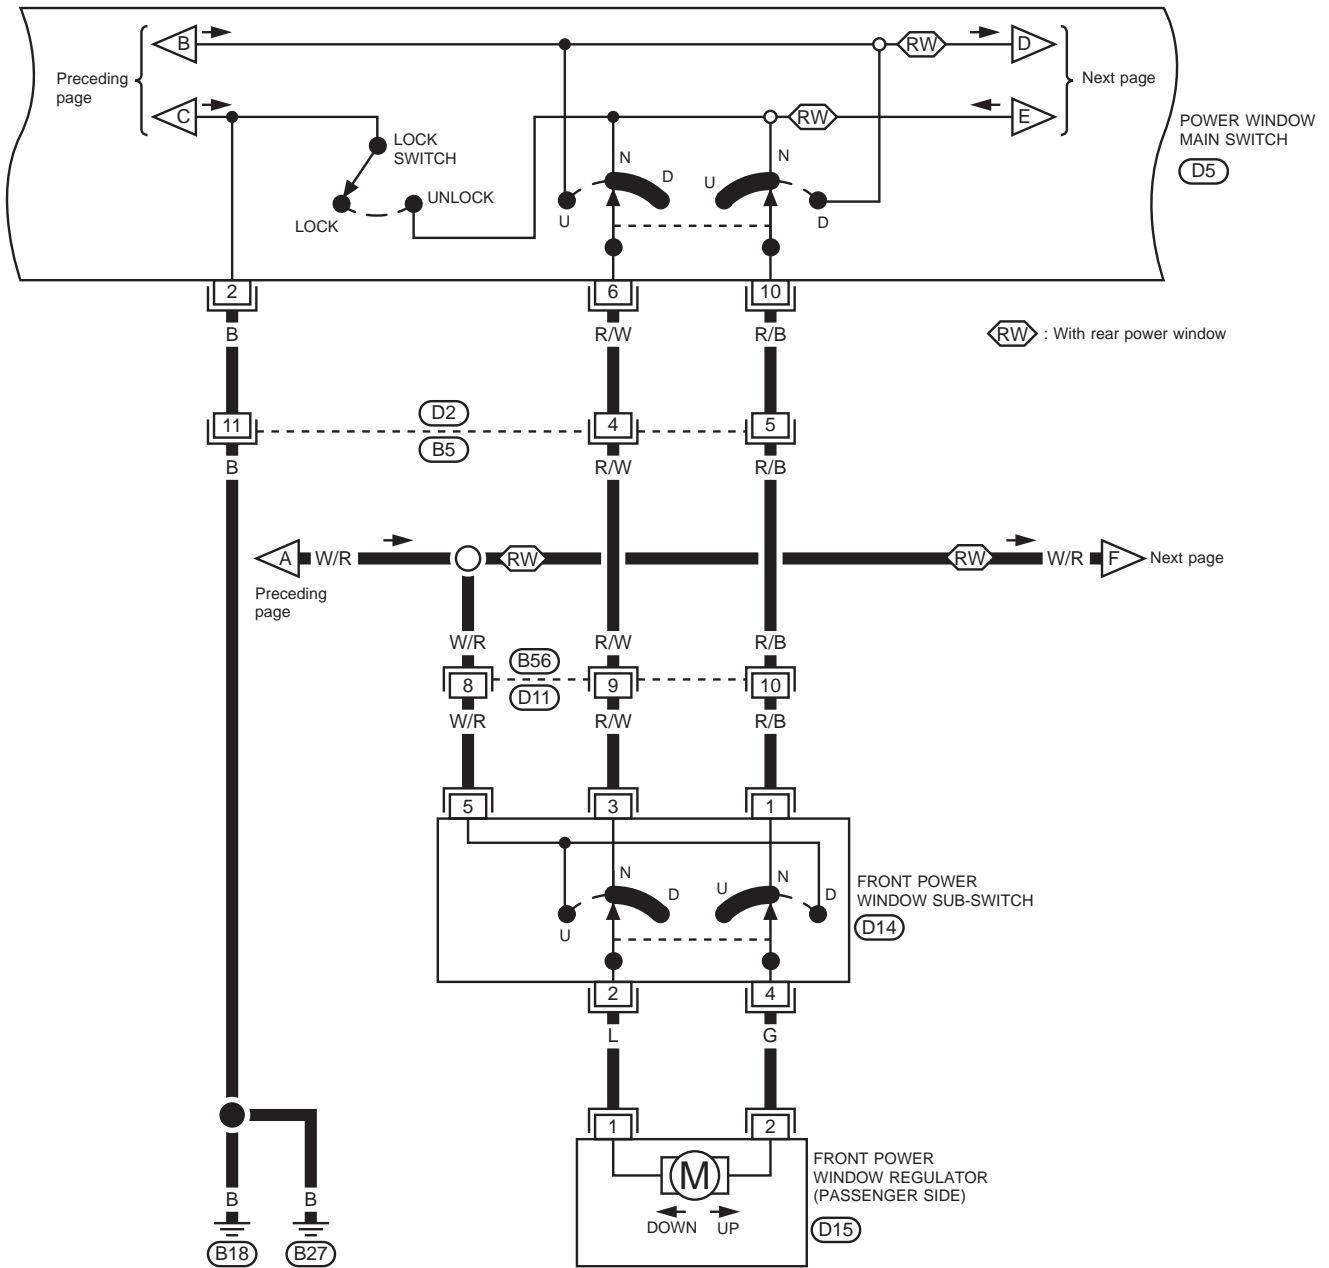 B
RW
D
Preceding
page
Next page
C
RW
E
LOCK
SWITCH
POWER WINDOW
MAIN SWITCH
D5
N
D
U
N
LOCK
UNLOCK
U
D
2
6
10
B
R/W
R/B
RW : With rear power window
11
D2
B5
4
5
B
R/W
R/B
A
W/R
RW
RW
W/R
F
Next page
Preceding
page
W/R
R/W
R/B
8
B56
D11
9
10
W/R
R/W
R/B
5
3
1
N
D
U
N
D
U
FRONT POWER
WINDOW SUB-SWITCH
D14
2
4
L
G
1
2
M
DOWN
UP
FRONT POWER
WINDOW REGULATOR
(PASSENGER SIDE)
D15
B
B
B18
B27